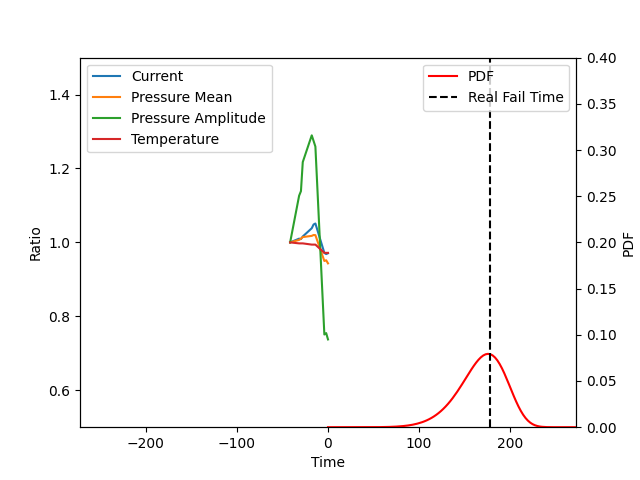 Current
Pressure Mean
Pressure Amplitude
Temperature
PDF
Real Fail Time
1.4
1.2
1.0
0.8
0.6
Ratio
0.40
0.35
0.30
0.25
0.20
0.15
0.10
0.05
0.00
PDF
−200
−100
0
100
200
Time